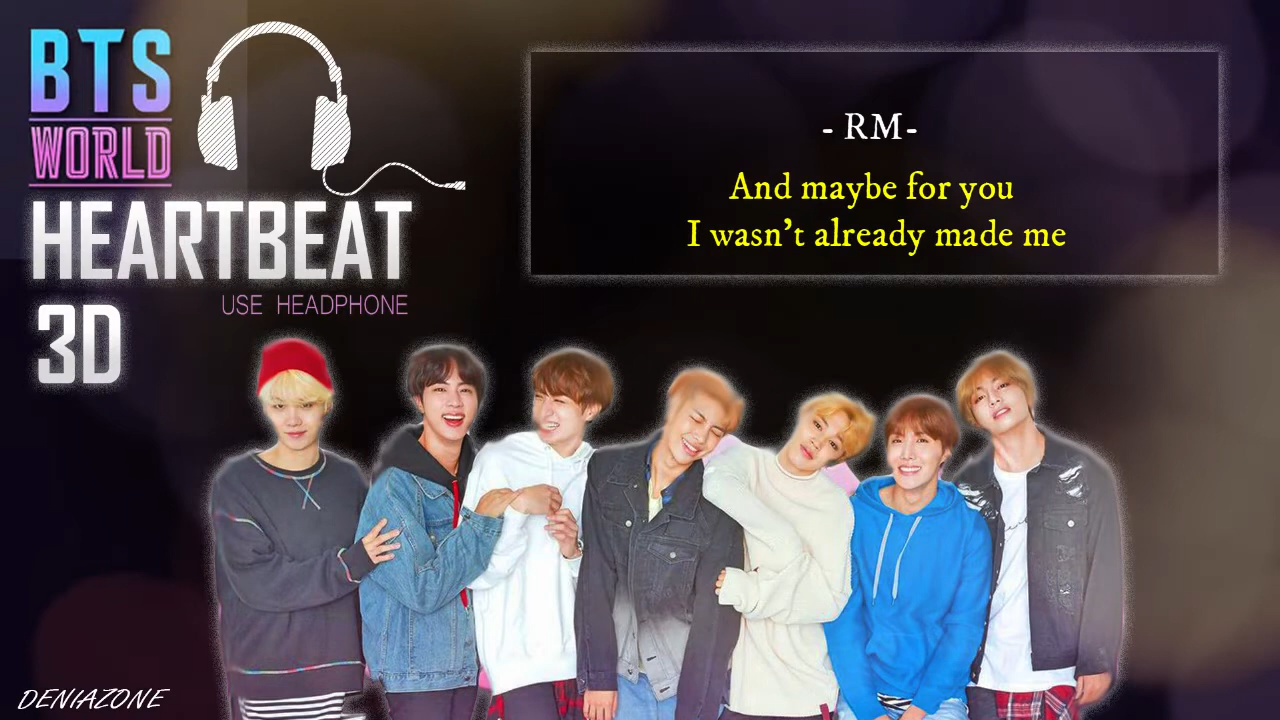 BTS
WORLD
HEARTBEAT
USE HEADPHONE
3D
- RM-
And maybe for you
I wasn't already made me
DENIAZONE